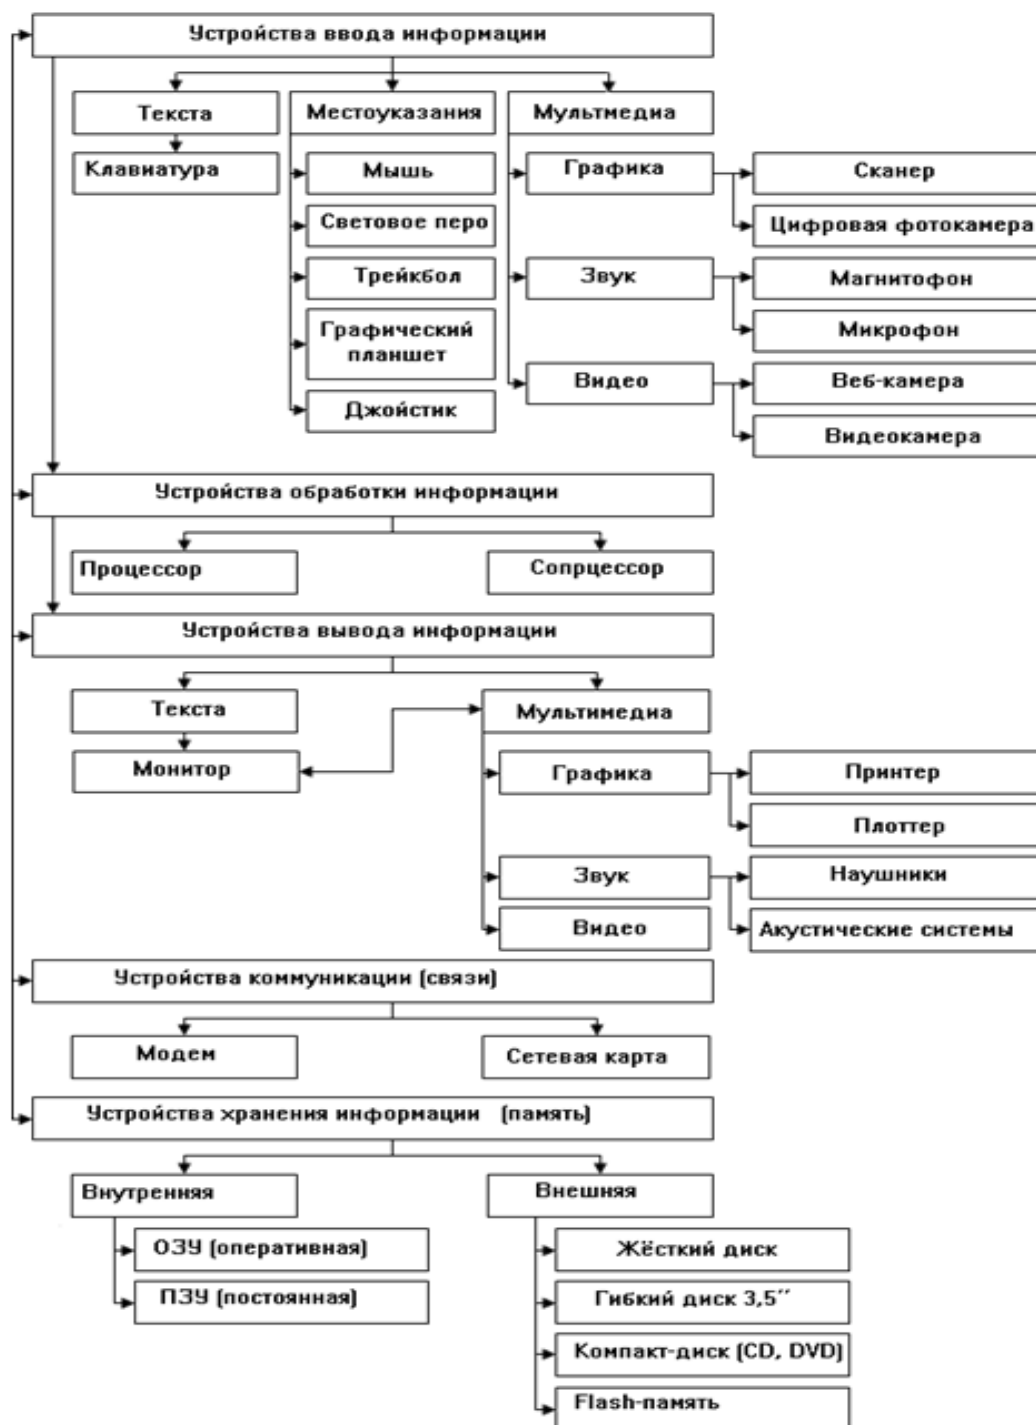 Устройства ввода информации
Текста
Местоуказания
Мультмедиа
Клавиатура
Мышь
Графика
Сканер
Световое перо
Цифровая фотокамера
Трейкбол
Звук
Магнитофон
Графический
планшет
Микрофон
Видео
Веб-камера
Джойстик
Видеокамера
Устройства обработки информации
Процессор
Сопрцессор
Устройства вывода информации
Текста
Мультимедиа
Монитор
Графика
Принтер
Плоттер
Звук
Наушники
Видео
Акустические системы
Устройства коммуникации (связи)
Модем
Сетевая карта
Устройства хранения информации (память)
Внутренняя
Внешняя
ОЗУ (оперативная)
Жёсткий диск
ПЗУ (постоянная)
Гибкий диск 3,5´´
Компакт-диск (CD, DVD)
Flash-память